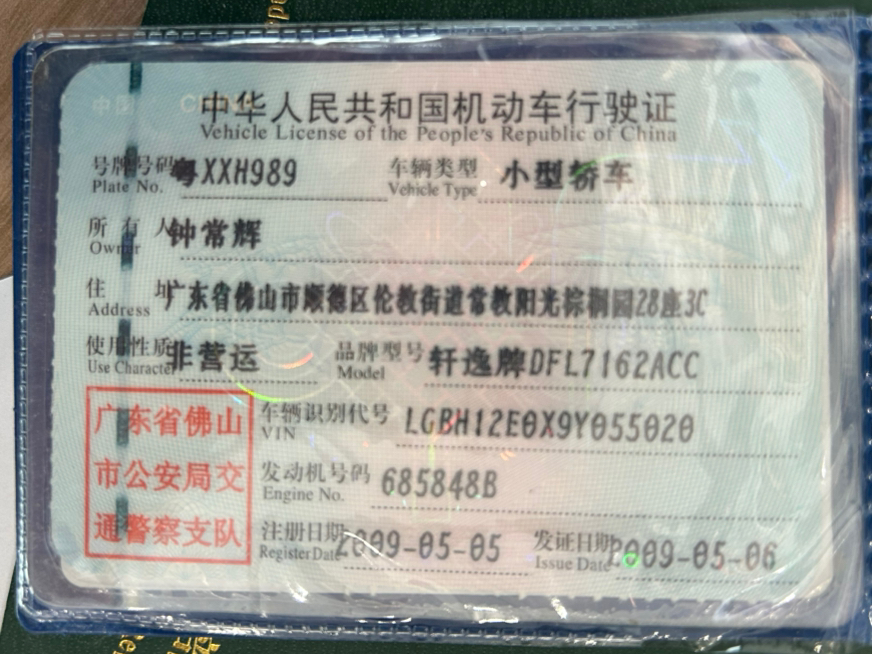 中国 CHINA
中华人民共和国机动车行驶证
Vehicle License of the People's Republic of China
号牌号码 粤XXH989 车辆类型 小型轿车
Plate No. Vehicle Type
所有人 钟常辉
Owner
住址 广东省佛山市顺德区伦教街道常教阳光棕榈园28座3C
Address
使用性质 非营运 品牌型号 轩逸牌DFL7162ACC
Use Character Model
广东省佛山
市公安局交
通警察支队
车辆识别代号 LGBH12E0X9Y055020
VIN
发动机号码 685848B
Engine No.
注册日期 2009-05-05 发证日期 2009-05-06
Register Date Issue Date